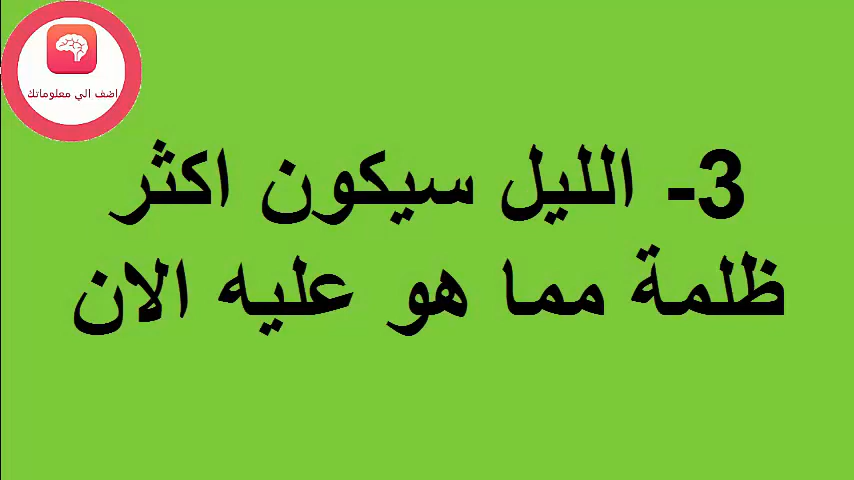 اضف الي معلوماتك
3- الليل سيكون اكثر
ظلمة مما هو عليه الان